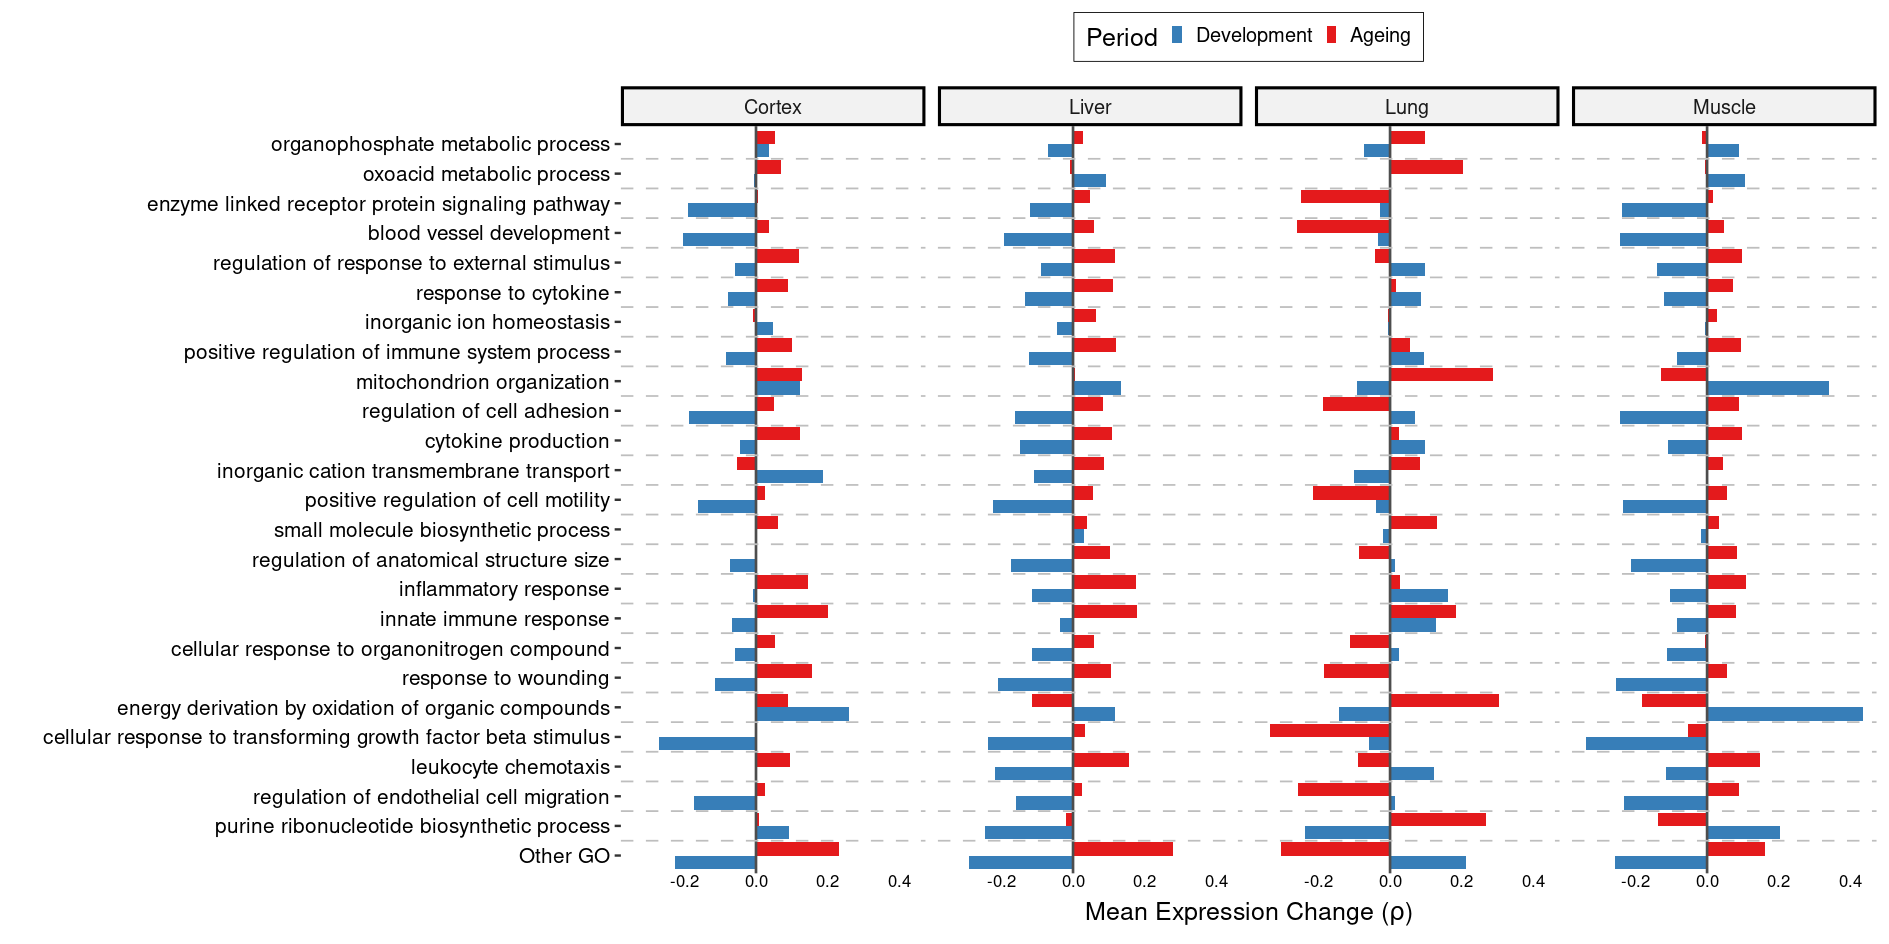 Period Development Ageing
Cortex Liver Lung Muscle
organophosphate metabolic process
oxoacid metabolic process
enzyme linked receptor protein signaling pathway
blood vessel development
regulation of response to external stimulus
response to cytokine
inorganic ion homeostasis
positive regulation of immune system process
mitochondrion organization
regulation of cell adhesion
cytokine production
inorganic cation transmembrane transport
positive regulation of cell motility
small molecule biosynthetic process
regulation of anatomical structure size
inflammatory response
innate immune response
cellular response to organonitrogen compound
response to wounding
energy derivation by oxidation of organic compounds
cellular response to transforming growth factor beta stimulus
leukocyte chemotaxis
regulation of endothelial cell migration
purine ribonucleotide biosynthetic process
Other GO
-0.2 0.0 0.2 0.4 -0.2 0.0 0.2 0.4 -0.2 0.0 0.2 0.4 -0.2 0.0 0.2 0.4
Mean Expression Change (ρ)